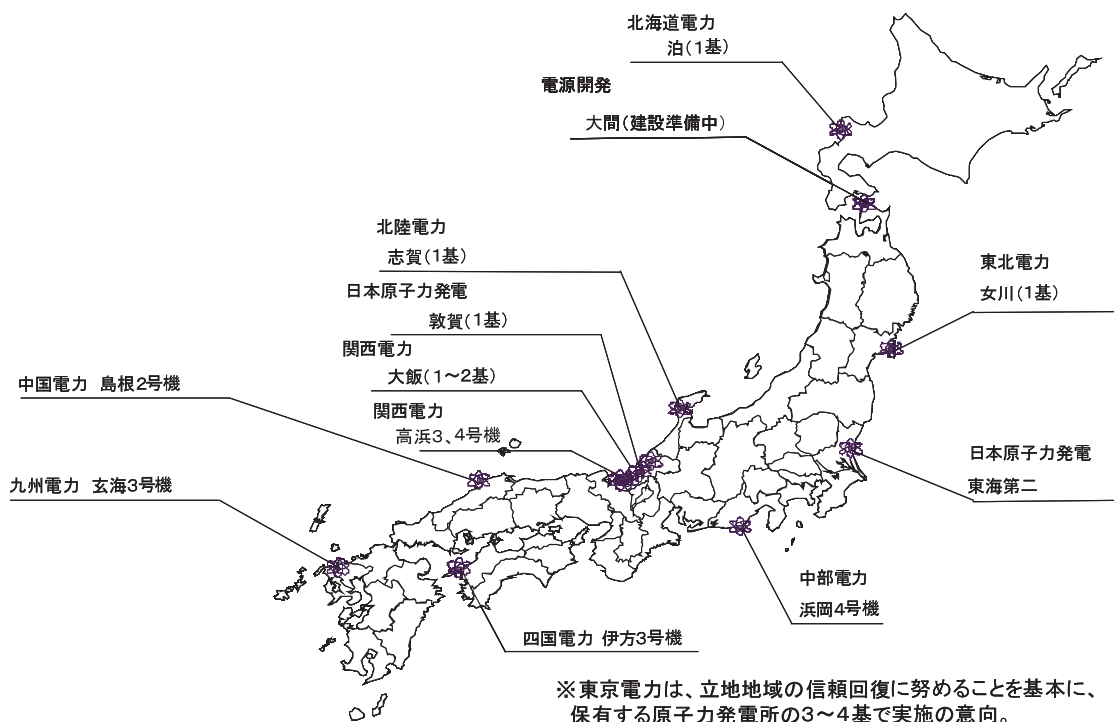 北海道電力
泊(1基)
電源開発
大間(建設準備中)
北陸電力
志賀(1基)
日本原子力発電
敦賀(1基)
関西電力
大飯(1～2基)
関西電力
高浜3、4号機
中国電力 島根2号機
九州電力 玄海3号機
東北電力
女川(1基)
日本原子力発電
東海第二
中部電力
浜岡4号機
四国電力 伊方3号機
※東京電力は、立地地域の信頼回復に努めることを基本に、
保有する原子力発電所の3～4基で実施の意向。